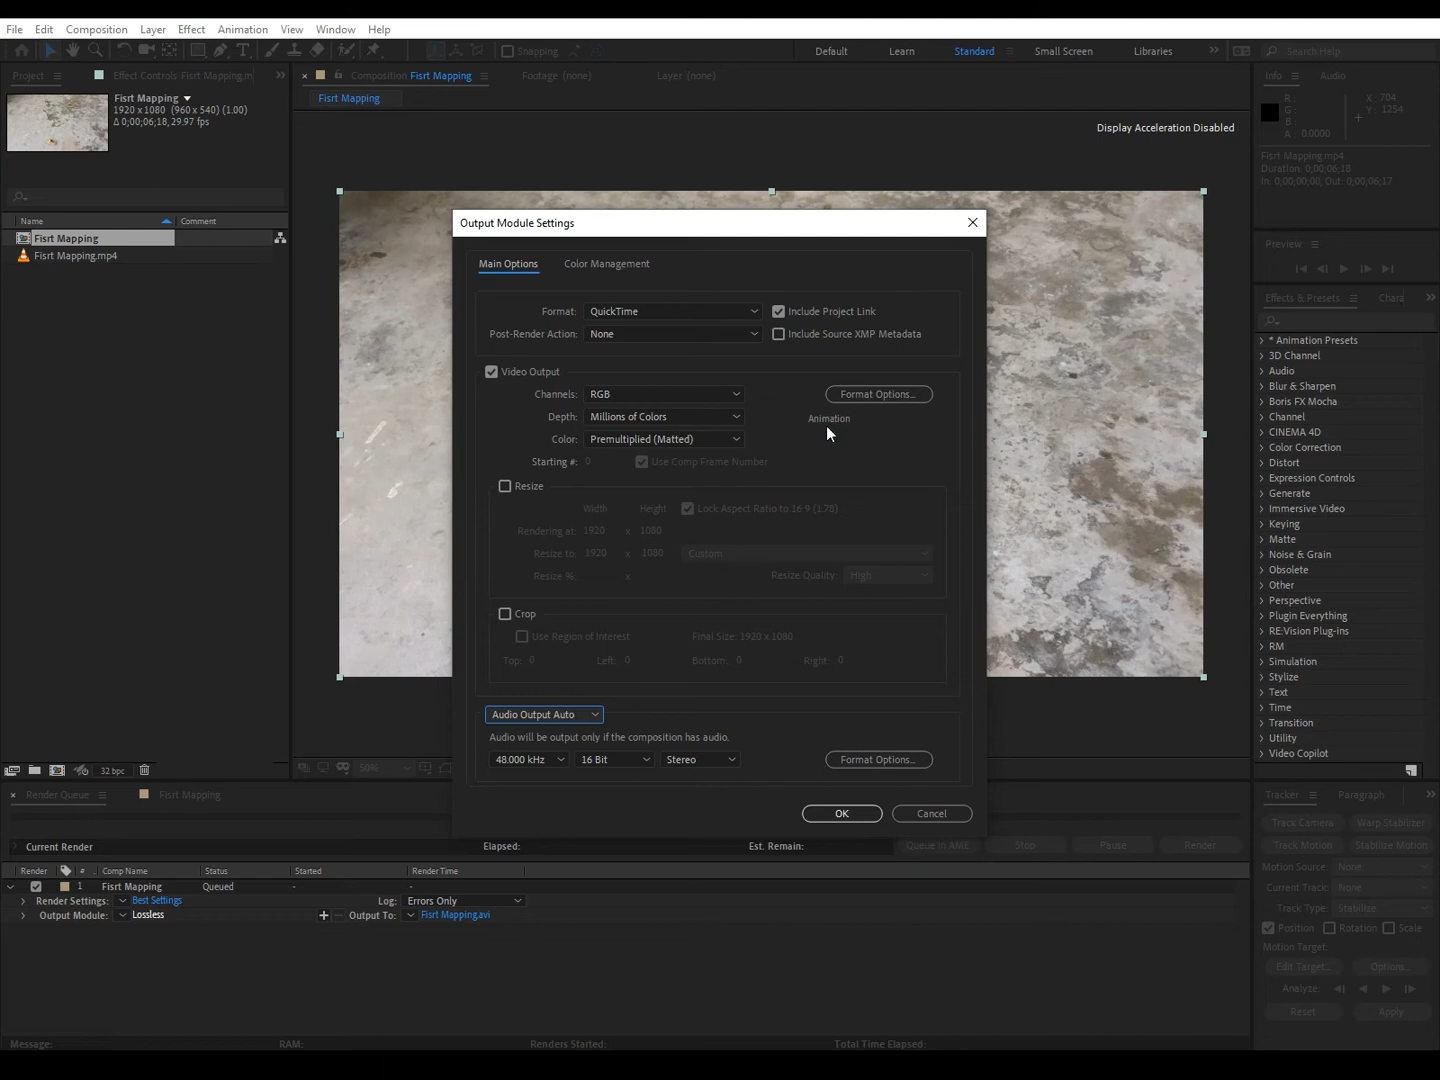 File Edit Composition Layer Effect Animation View Window Help
Snapping
Default Learn Standard Small Screen Libraries Search Help
Project Effect Controls: Fisrt Mapping.m
Composition Fisrt Mapping Footage (none) Layer (none)
Info Audio
Fisrt Mapping
1920 x 1080 (960 x 540) (1.00)
Δ 0;00;06;18, 29.97 fps
Fisrt Mapping
R: X: 704
G: Y: 1254
B:
A: 0.0000
Display Acceleration Disabled
Fisrt Mapping.mp4
Duration: 0;00;06;18
In: 0;00;00;00, Out: 0;00;06;17
Name Comment
Fisrt Mapping
Fisrt Mapping.mp4
32 bpc
Output Module Settings
Main Options Color Management
Format: QuickTime Include Project Link
Post-Render Action: None Include Source XMP Metadata
Video Output
Channels: RGB Format Options...
Depth: Millions of Colors Animation
Color: Premultiplied (Matted)
Starting #: 0 Use Comp Frame Number
Resize
Width Height Lock Aspect Ratio to 16:9 (1.78)
Rendering at: 1920 x 1080
Resize to: 1920 x 1080 Custom
Resize %: x Resize Quality: High
Crop
Use Region of Interest Final Size: 1920 x 1080
Top: 0 Left: 0 Bottom: 0 Right: 0
Audio Output Auto
Audio will be output only if the composition has audio.
48.000 kHz 16 Bit Stereo Format Options...
OK Cancel
50%
Preview
Effects & Presets Chara
* Animation Presets
3D Channel
Audio
Blur & Sharpen
Boris FX Mocha
Channel
CINEMA 4D
Color Correction
Distort
Expression Controls
Generate
Immersive Video
Keying
Matte
Noise & Grain
Obsolete
Other
Perspective
Plugin Everything
RE:Vision Plug-ins
RM
Simulation
Stylize
Text
Time
Transition
Utility
Video Copilot
Render Queue Fisrt Mapping
Current Render Elapsed: Est. Remain: Queue in AME Stop Pause Render
Render # Comp Name Status Started Render Time
1 Fisrt Mapping Queued - -
Render Settings: Best Settings Log: Errors Only
Output Module: Lossless Output To: Fisrt Mapping.avi
Tracker Paragraph
Track Camera Warp Stabilizer
Track Motion Stabilize Motion
Motion Source: None
Current Track: None
Track Type: Stabilize
Position Rotation Scale
Motion Target:
Edit Target... Options...
Analyze:
Reset Apply
Message: RAM: Renders Started: Total Time Elapsed: